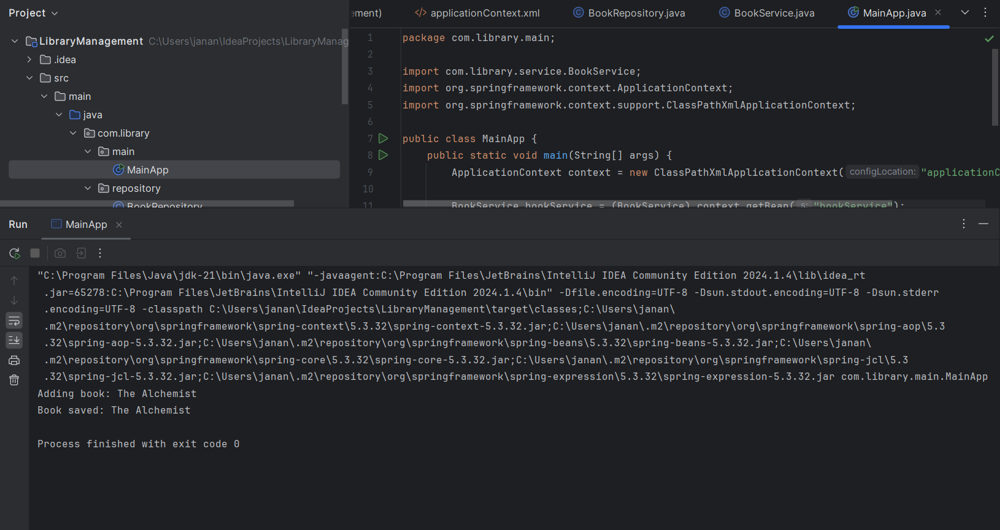 Project
ement)
applicationContext.xml
BookRepository.java
BookService.java
MainApp.java
LibraryManagement C:\Users\janan\IdeaProjects\LibraryManag
.idea
src
main
java
com.library
main
MainApp
repository
BookRepository
1 package com.library.main;
2
3 import com.library.service.BookService;
4 import org.springframework.context.ApplicationContext;
5 import org.springframework.context.support.ClassPathXmlApplicationContext;
6
7 public class MainApp {
8 public static void main(String[] args) {
9 ApplicationContext context = new ClassPathXmlApplicationContext( configLocation: "applicationC
10
11 BookService bookService = (BookService) context.getBean( s: "bookService");
Run MainApp
"C:\Program Files\Java\jdk-21\bin\java.exe" "-javaagent:C:\Program Files\JetBrains\IntelliJ IDEA Community Edition 2024.1.4\lib\idea_rt
.jar=65278:C:\Program Files\JetBrains\IntelliJ IDEA Community Edition 2024.1.4\bin" -Dfile.encoding=UTF-8 -Dsun.stdout.encoding=UTF-8 -Dsun.stderr
.encoding=UTF-8 -classpath C:\Users\janan\IdeaProjects\LibraryManagement\target\classes;C:\Users\janan\
.m2\repository\org\springframework\spring-context\5.3.32\spring-context-5.3.32.jar;C:\Users\janan\.m2\repository\org\springframework\spring-aop\5.3
.32\spring-aop-5.3.32.jar;C:\Users\janan\.m2\repository\org\springframework\spring-beans\5.3.32\spring-beans-5.3.32.jar;C:\Users\janan\
.m2\repository\org\springframework\spring-core\5.3.32\spring-core-5.3.32.jar;C:\Users\janan\.m2\repository\org\springframework\spring-jcl\5.3
.32\spring-jcl-5.3.32.jar;C:\Users\janan\.m2\repository\org\springframework\spring-expression\5.3.32\spring-expression-5.3.32.jar com.library.main.MainApp
Adding book: The Alchemist
Book saved: The Alchemist
Process finished with exit code 0